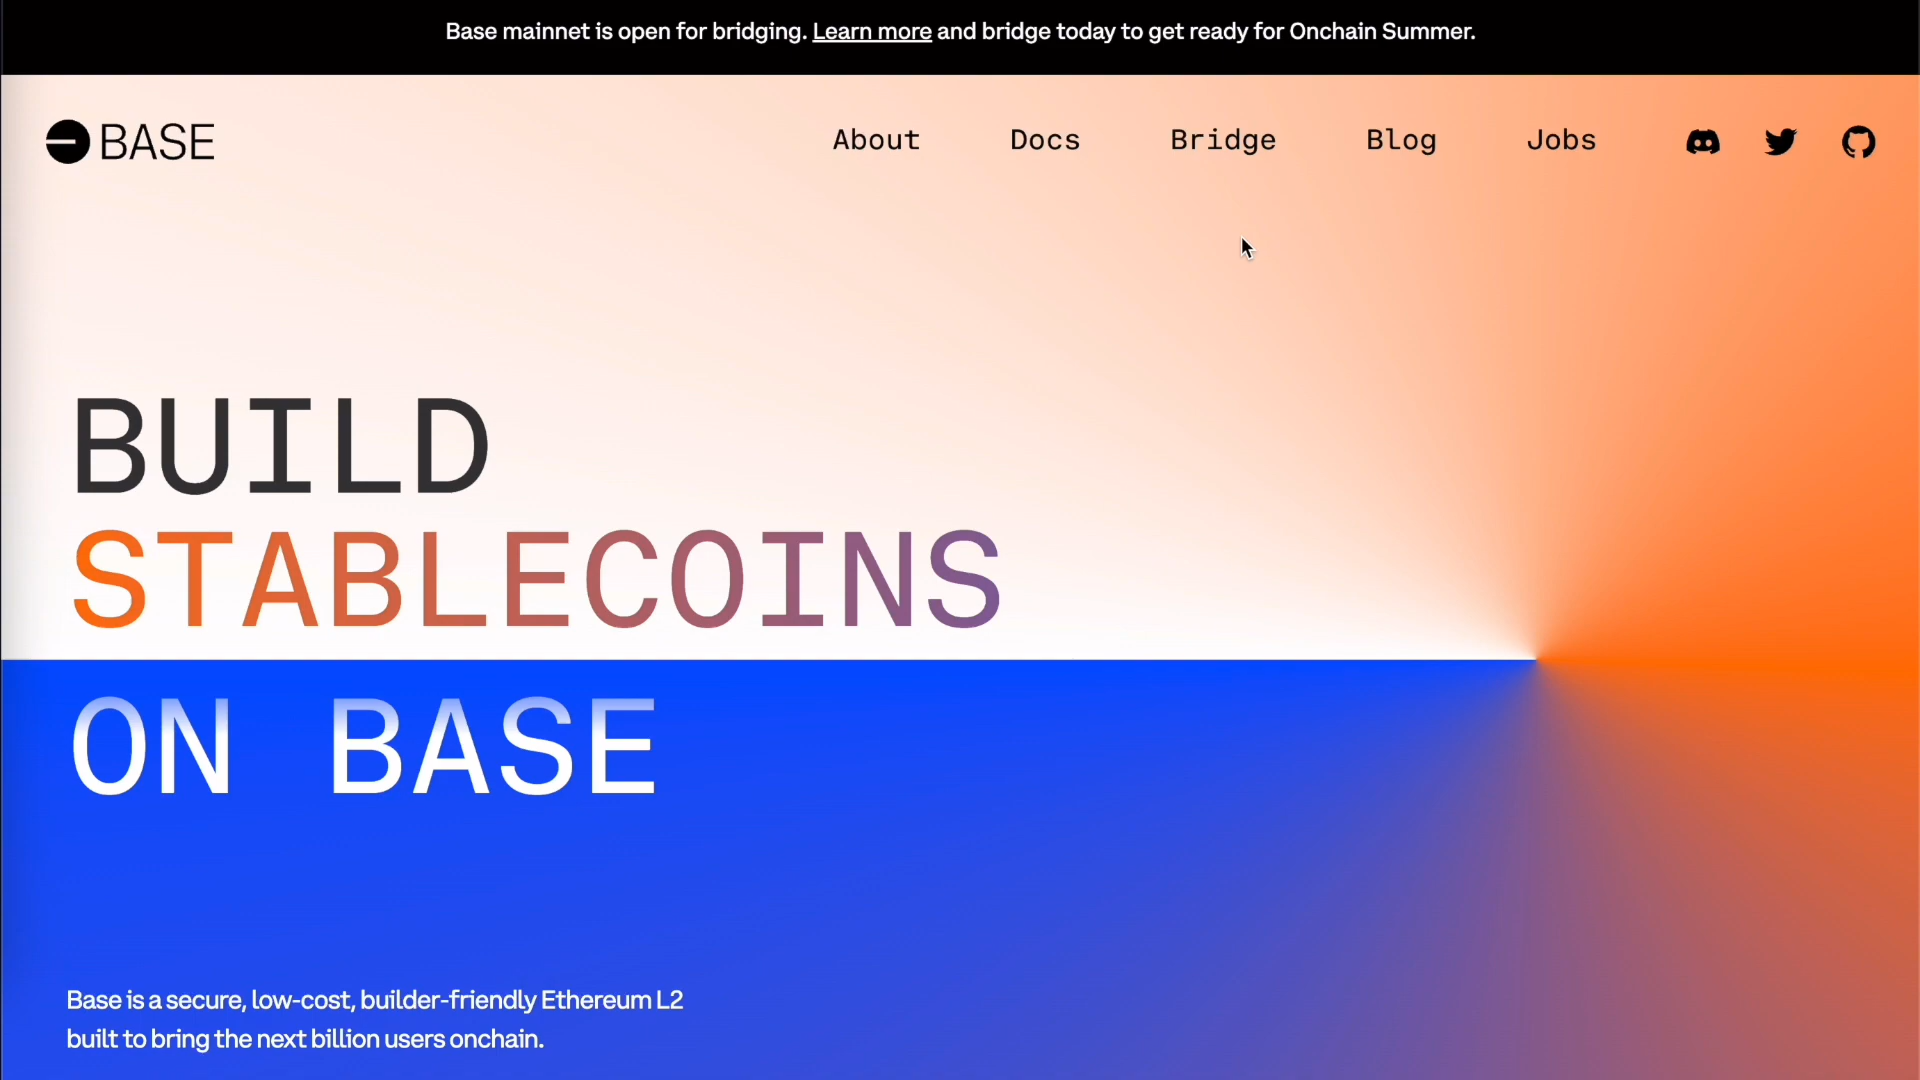 Base mainnet is open for bridging. Learn more and bridge today to get ready for Onchain Summer.
BASE
About
Docs
Bridge
Blog
Jobs
BUILD
STABLECOINS
ON BASE
Base is a secure, low-cost, builder-friendly Ethereum L2
built to bring the next billion users onchain.